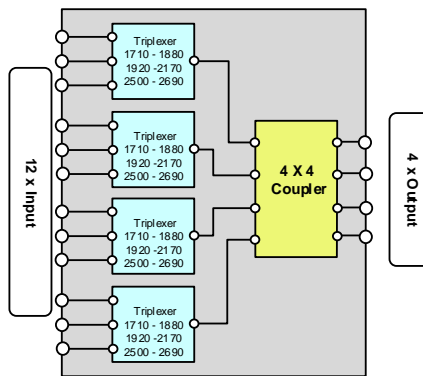 12 x Input
Triplexer
1710 - 1880
1920 -2170
2500 - 2690
Triplexer
1710 - 1880
1920 -2170
2500 - 2690
Triplexer
1710 - 1880
1920 -2170
2500 - 2690
Triplexer
1710 - 1880
1920 -2170
2500 - 2690
4 X 4
Coupler
4 x Output